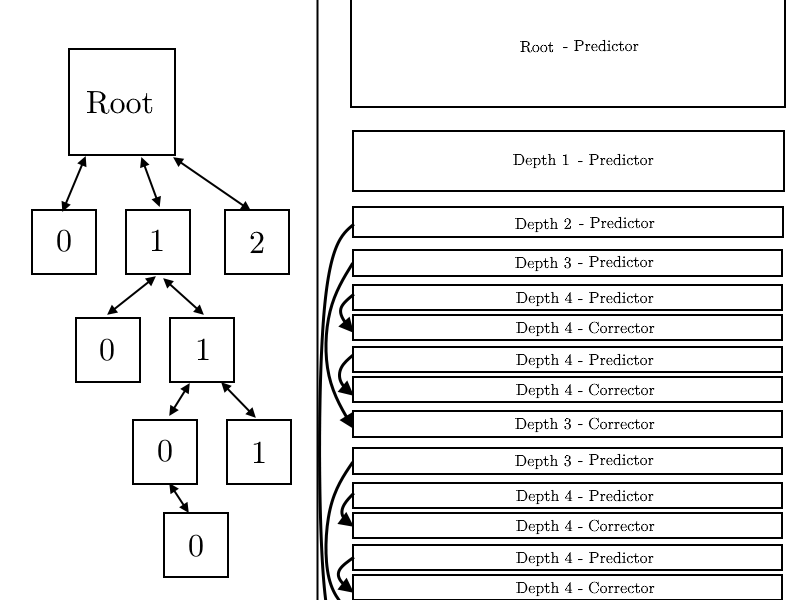 Root
0
1
2
0
1
0
1
0
Root - Predictor
Depth 1 - Predictor
Depth 2 - Predictor
Depth 3 - Predictor
Depth 4 - Predictor
Depth 4 - Corrector
Depth 4 - Predictor
Depth 4 - Corrector
Depth 3 - Corrector
Depth 3 - Predictor
Depth 4 - Predictor
Depth 4 - Corrector
Depth 4 - Predictor
Depth 4 - Corrector